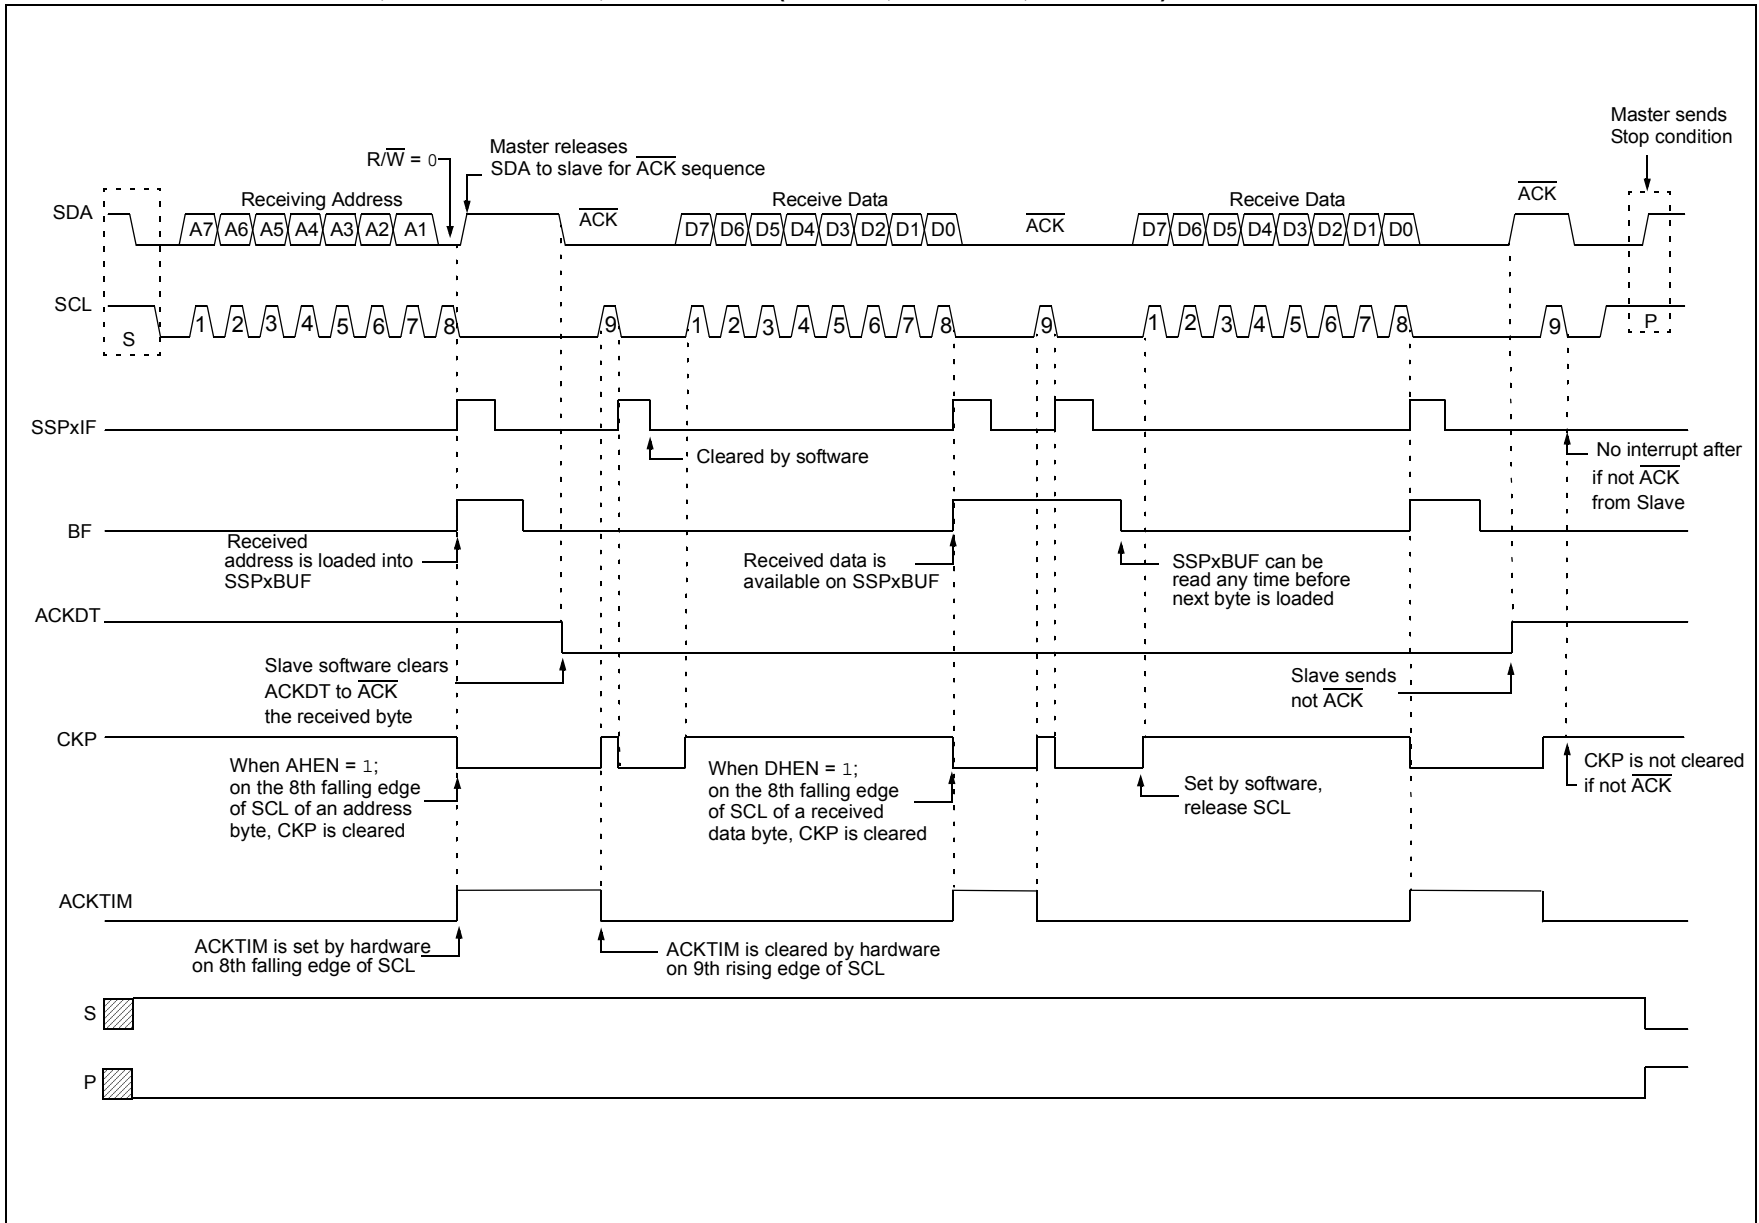 Master sends
Stop condition
R/W = 0
Master releases
SDA to slave for ACK sequence
Receiving Address
Receive Data
Receive Data
ACK
SDA
A7 A6 A5 A4 A3 A2 A1
ACK
D7 D6 D5 D4 D3 D2 D1 D0
ACK
D7 D6 D5 D4 D3 D2 D1 D0
SCL
S
1 2 3 4 5 6 7 8 9 1 2 3 4 5 6 7 8 9 1 2 3 4 5 6 7 8 9
P
SSPxIF
Cleared by software
No interrupt after
if not ACK
from Slave
BF
Received
address is loaded into
SSPxBUF
Received data is
available on SSPxBUF
SSPxBUF can be
read any time before
next byte is loaded
ACKDT
Slave software clears
ACKDT to ACK
the received byte
Slave sends
not ACK
CKP
When AHEN = 1;
on the 8th falling edge
of SCL of an address
byte, CKP is cleared
When DHEN = 1;
on the 8th falling edge
of SCL of a received
data byte, CKP is cleared
Set by software,
release SCL
CKP is not cleared
if not ACK
ACKTIM
ACKTIM is set by hardware
on 8th falling edge of SCL
ACKTIM is cleared by hardware
on 9th rising edge of SCL
S
P